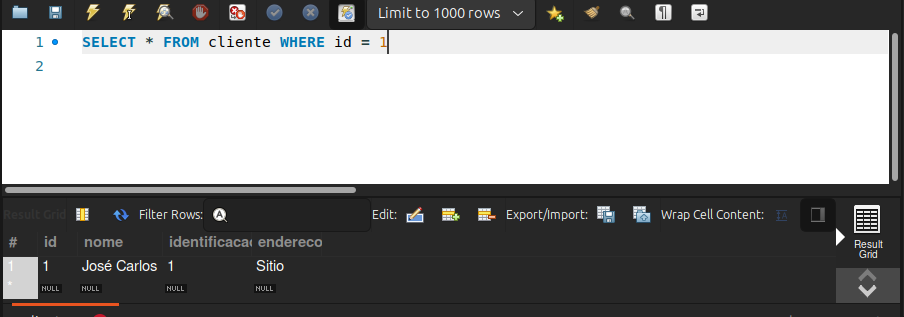 Limit to 1000 rows
1 SELECT * FROM cliente WHERE id = 1
2
Result Grid Filter Rows: Edit: Export/Import: Wrap Cell Content:
# id nome identificacac endereco
1 1 José Carlos 1 Sitio
* NULL NULL NULL NULL
Result
Grid